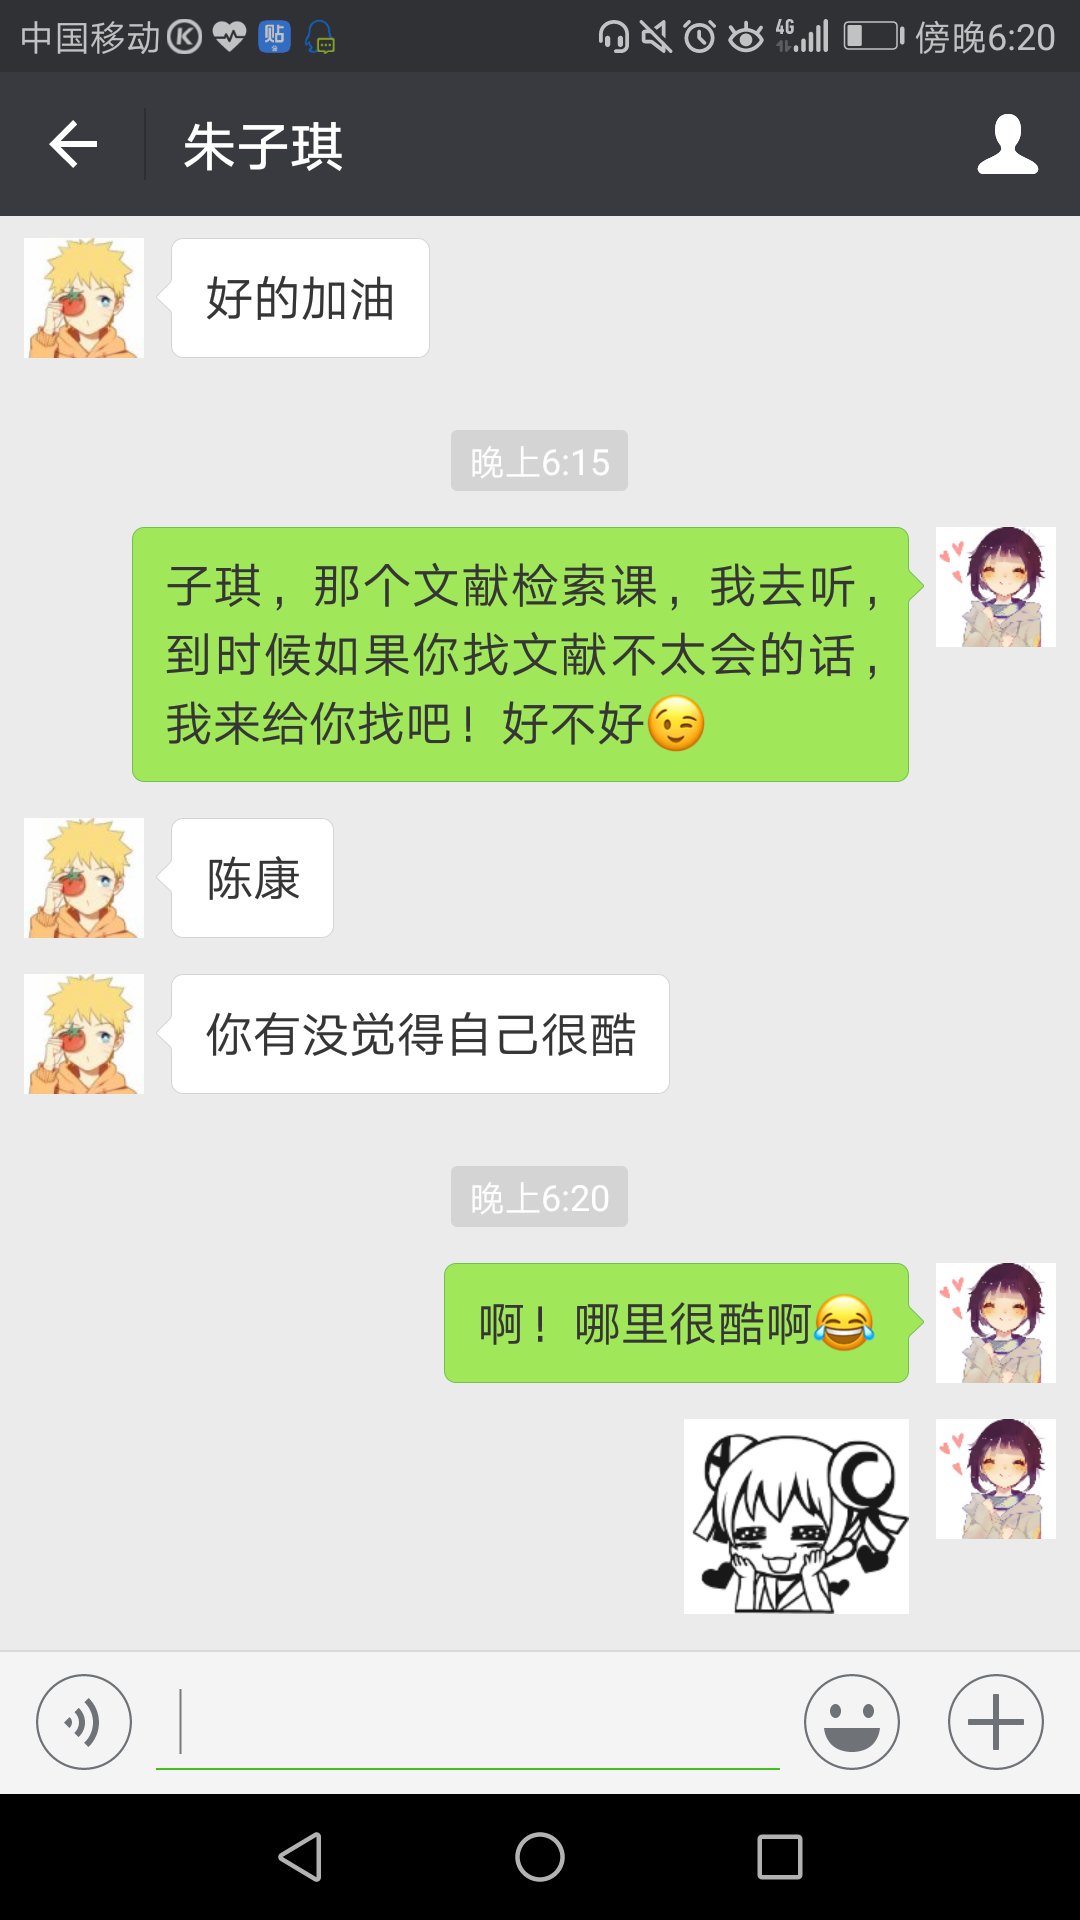 中国移动 贴 4G 傍晚6:20
朱子琪
好的加油
晚上6:15
子琪，那个文献检索课，我去听，
到时候如果你找文献不太会的话，
我来给你找吧！好不好😉
陈康
你有没觉得自己很酷
晚上6:20
啊！哪里很酷啊😂